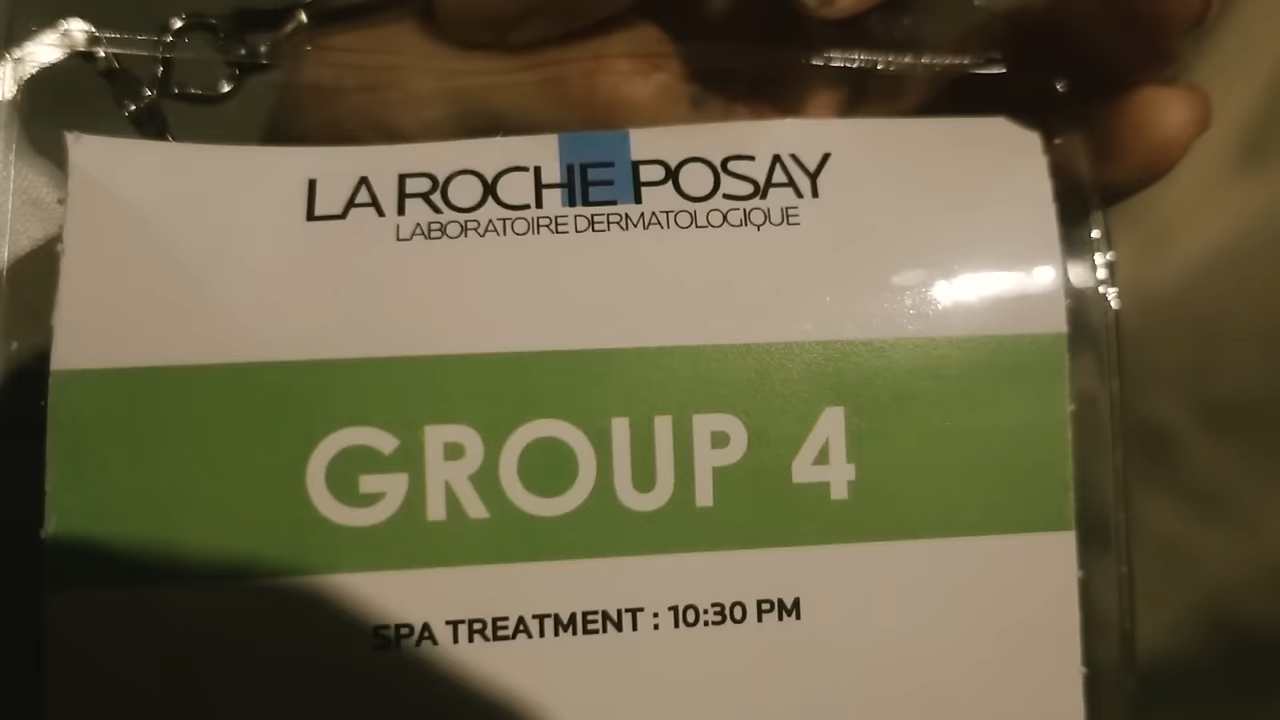 LA ROCHE POSAY
LABORATOIRE DERMATOLOGIQUE
GROUP 4
SPA TREATMENT : 10:30 PM